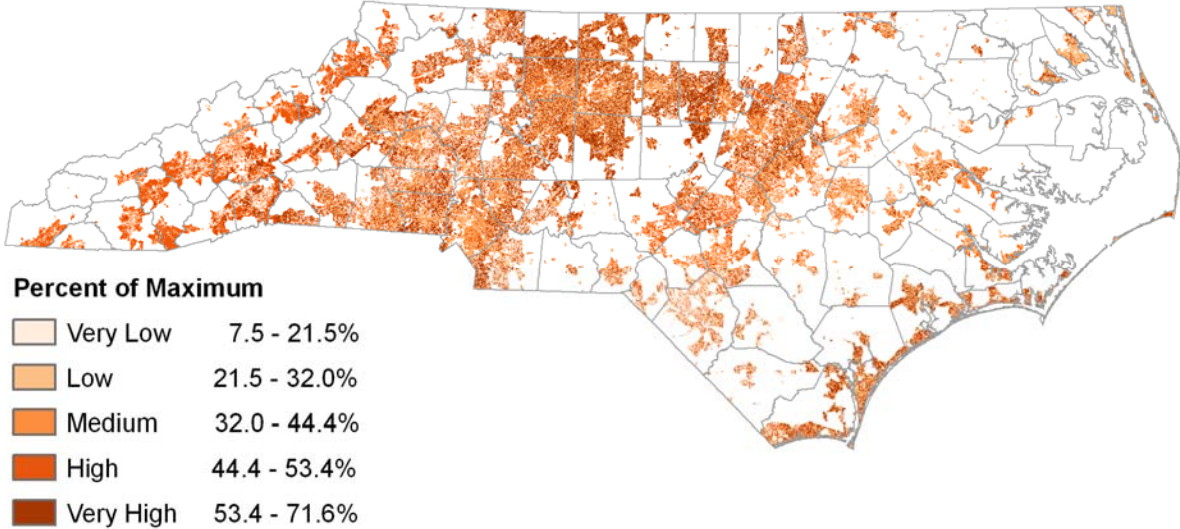 Percent of Maximum
Very Low 7.5 - 21.5%
Low 21.5 - 32.0%
Medium 32.0 - 44.4%
High 44.4 - 53.4%
Very High 53.4 - 71.6%